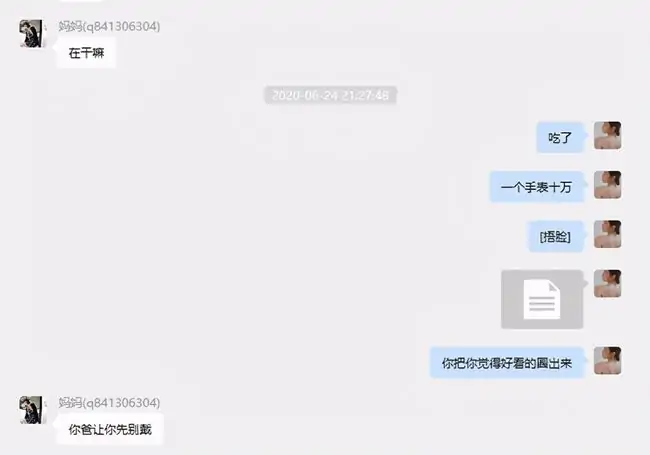 妈妈(q841306304)
在干嘛
2020-06-24 21:27:48
吃了
一个手表十万
[捂脸]
你把你觉得好看的圈出来
妈妈(q841306304)
你爸让你先别戴